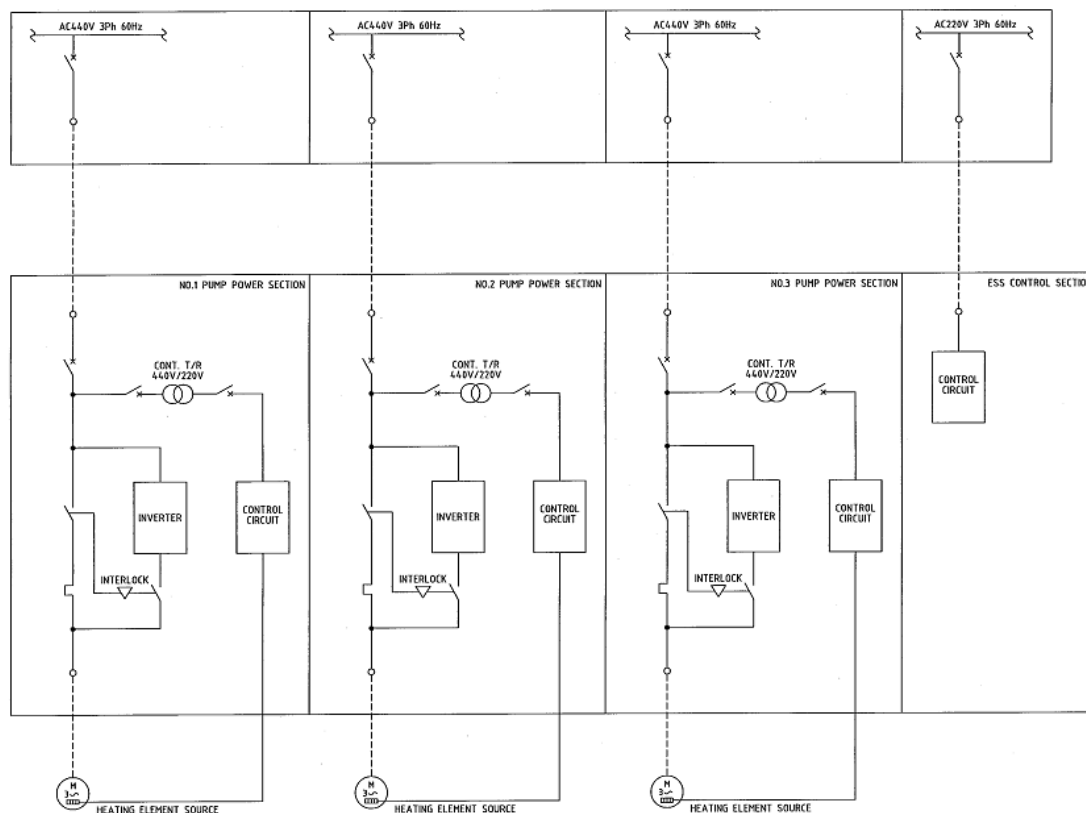 AC440V 3Ph 60Hz
AC440V 3Ph 60Hz
AC440V 3Ph 60Hz
AC220V 3Ph 60Hz
NO.1 PUMP POWER SECTION
NO.2 PUMP POWER SECTION
NO.3 PUMP POWER SECTION
ESS CONTROL SECTIO
CONT. T/R
440V/220V
CONT. T/R
440V/220V
CONT. T/R
440V/220V
CONTROL
CIRCUIT
INVERTER
CONTROL
CIRCUIT
INVERTER
CONTROL
CIRCUIT
INVERTER
CONTROL
CIRCUIT
INTERLOCK
INTERLOCK
INTERLOCK
M
3~
HEATING ELEMENT SOURCE
M
3~
HEATING ELEMENT SOURCE
M
3~
HEATING ELEMENT SOURCE